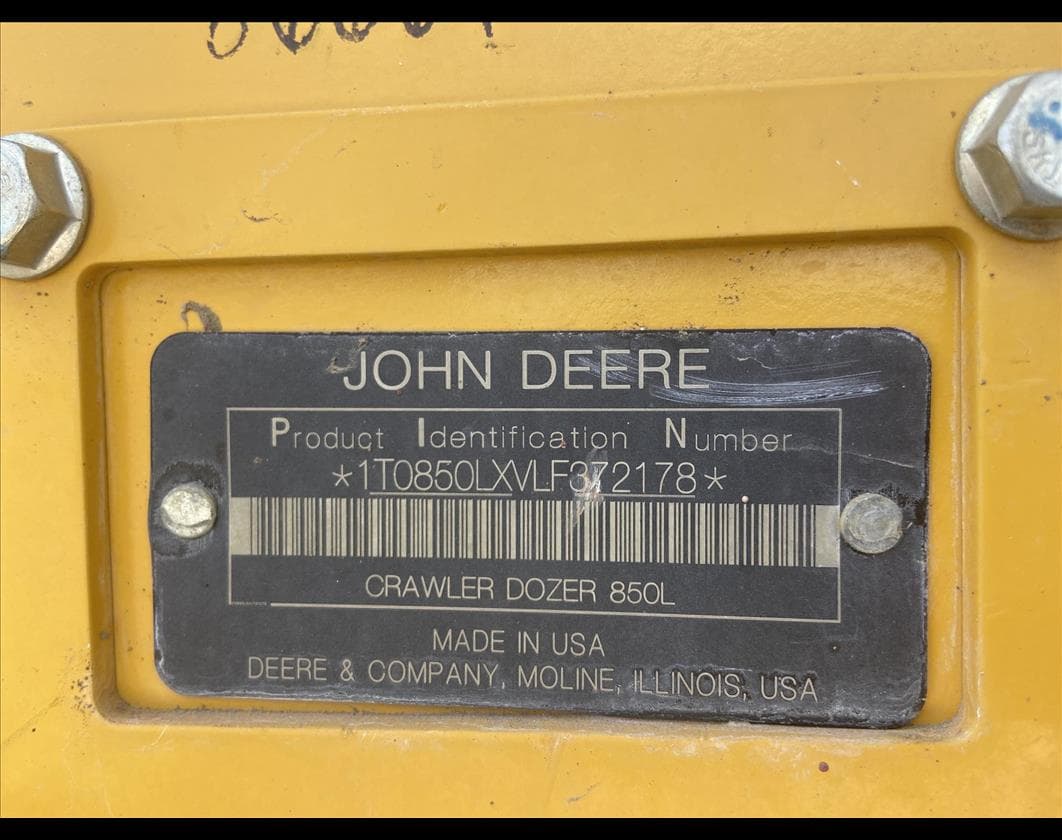 JOHN DEERE
Product Identification Number
*1T0850LXVLF372178*
CRAWLER DOZER 850L
MADE IN USA
DEERE & COMPANY, MOLINE, ILLINOIS, USA